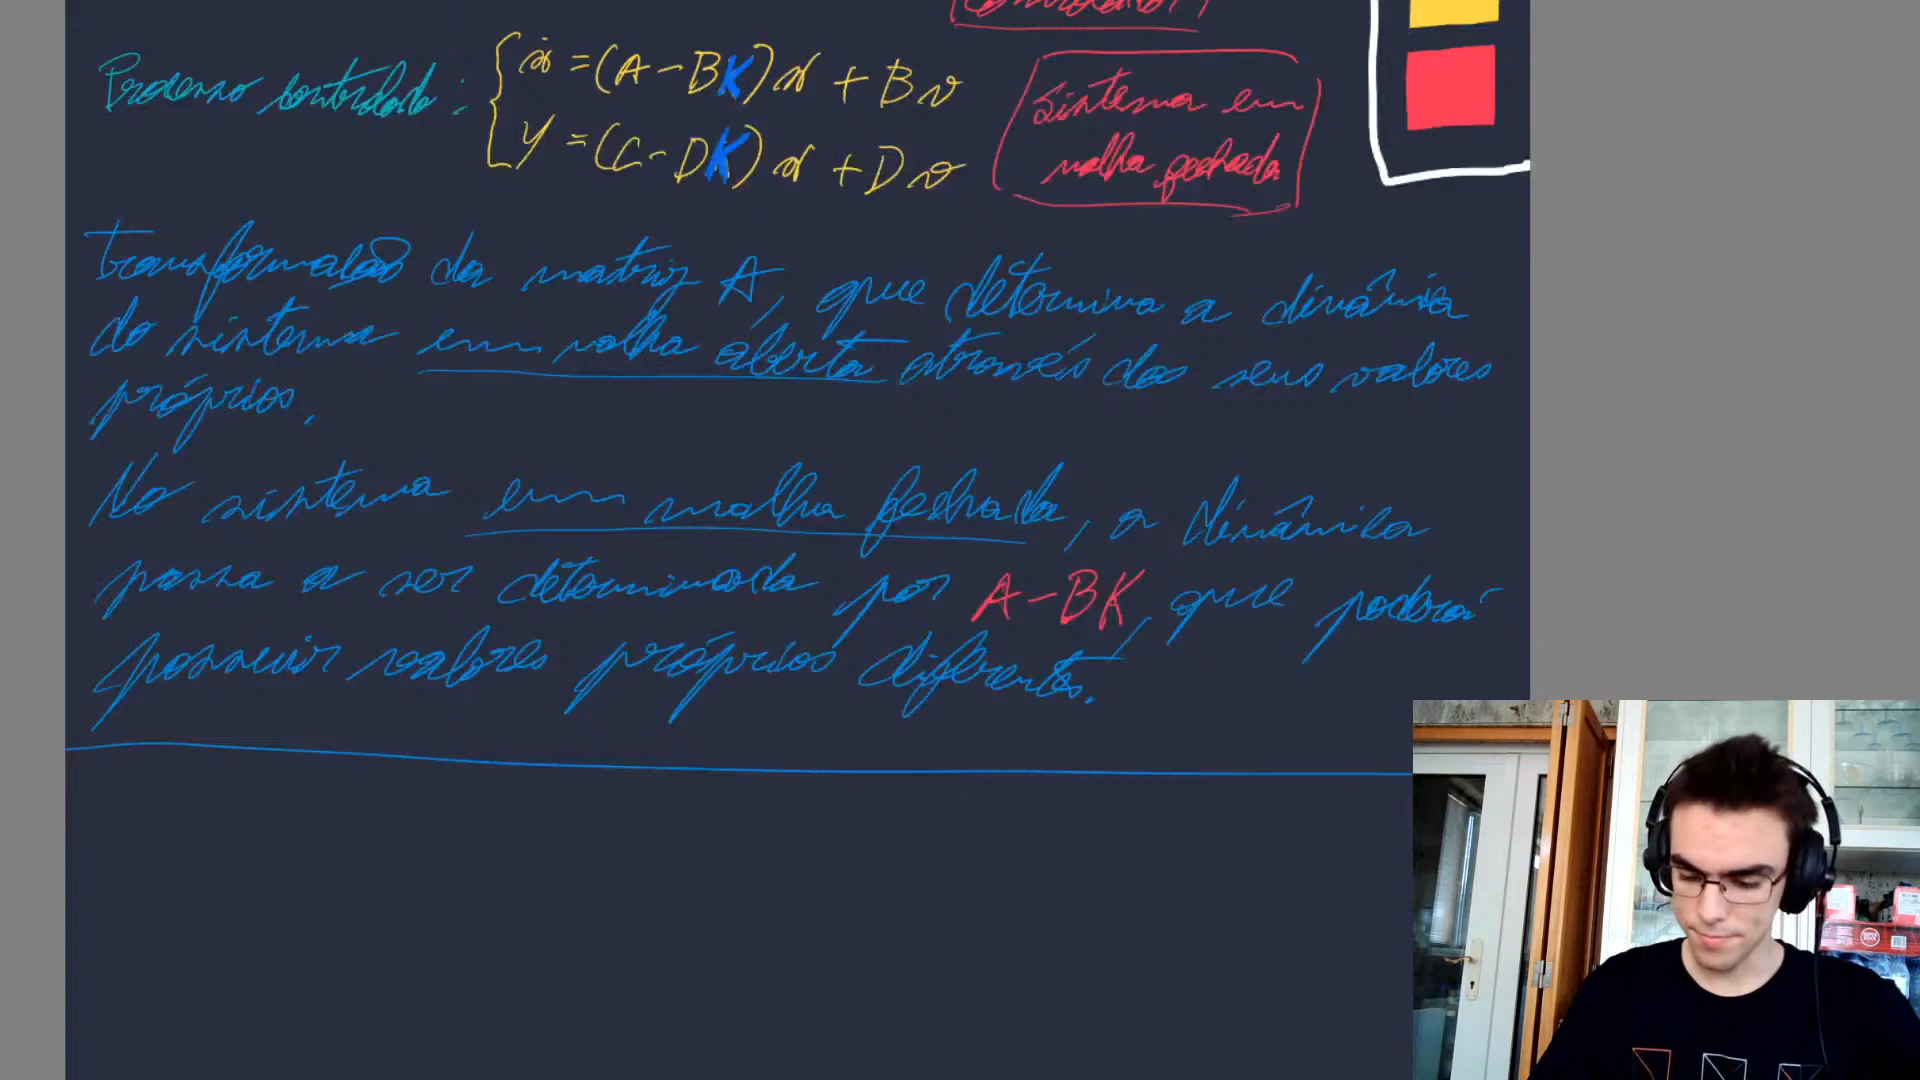 Controlador
Processo controlado: { ẋ = (A - BK)x + Bv
y = (C - DK)x + Dv
Sistema em
malha fechada
Transformação da matriz A, que determina a dinâmica
do sistema em malha aberta através dos seus valores
próprios.
No sistema em malha fechada, a dinâmica
passa a ser determinada por A-BK, que poderá
possuir valores próprios diferentes.